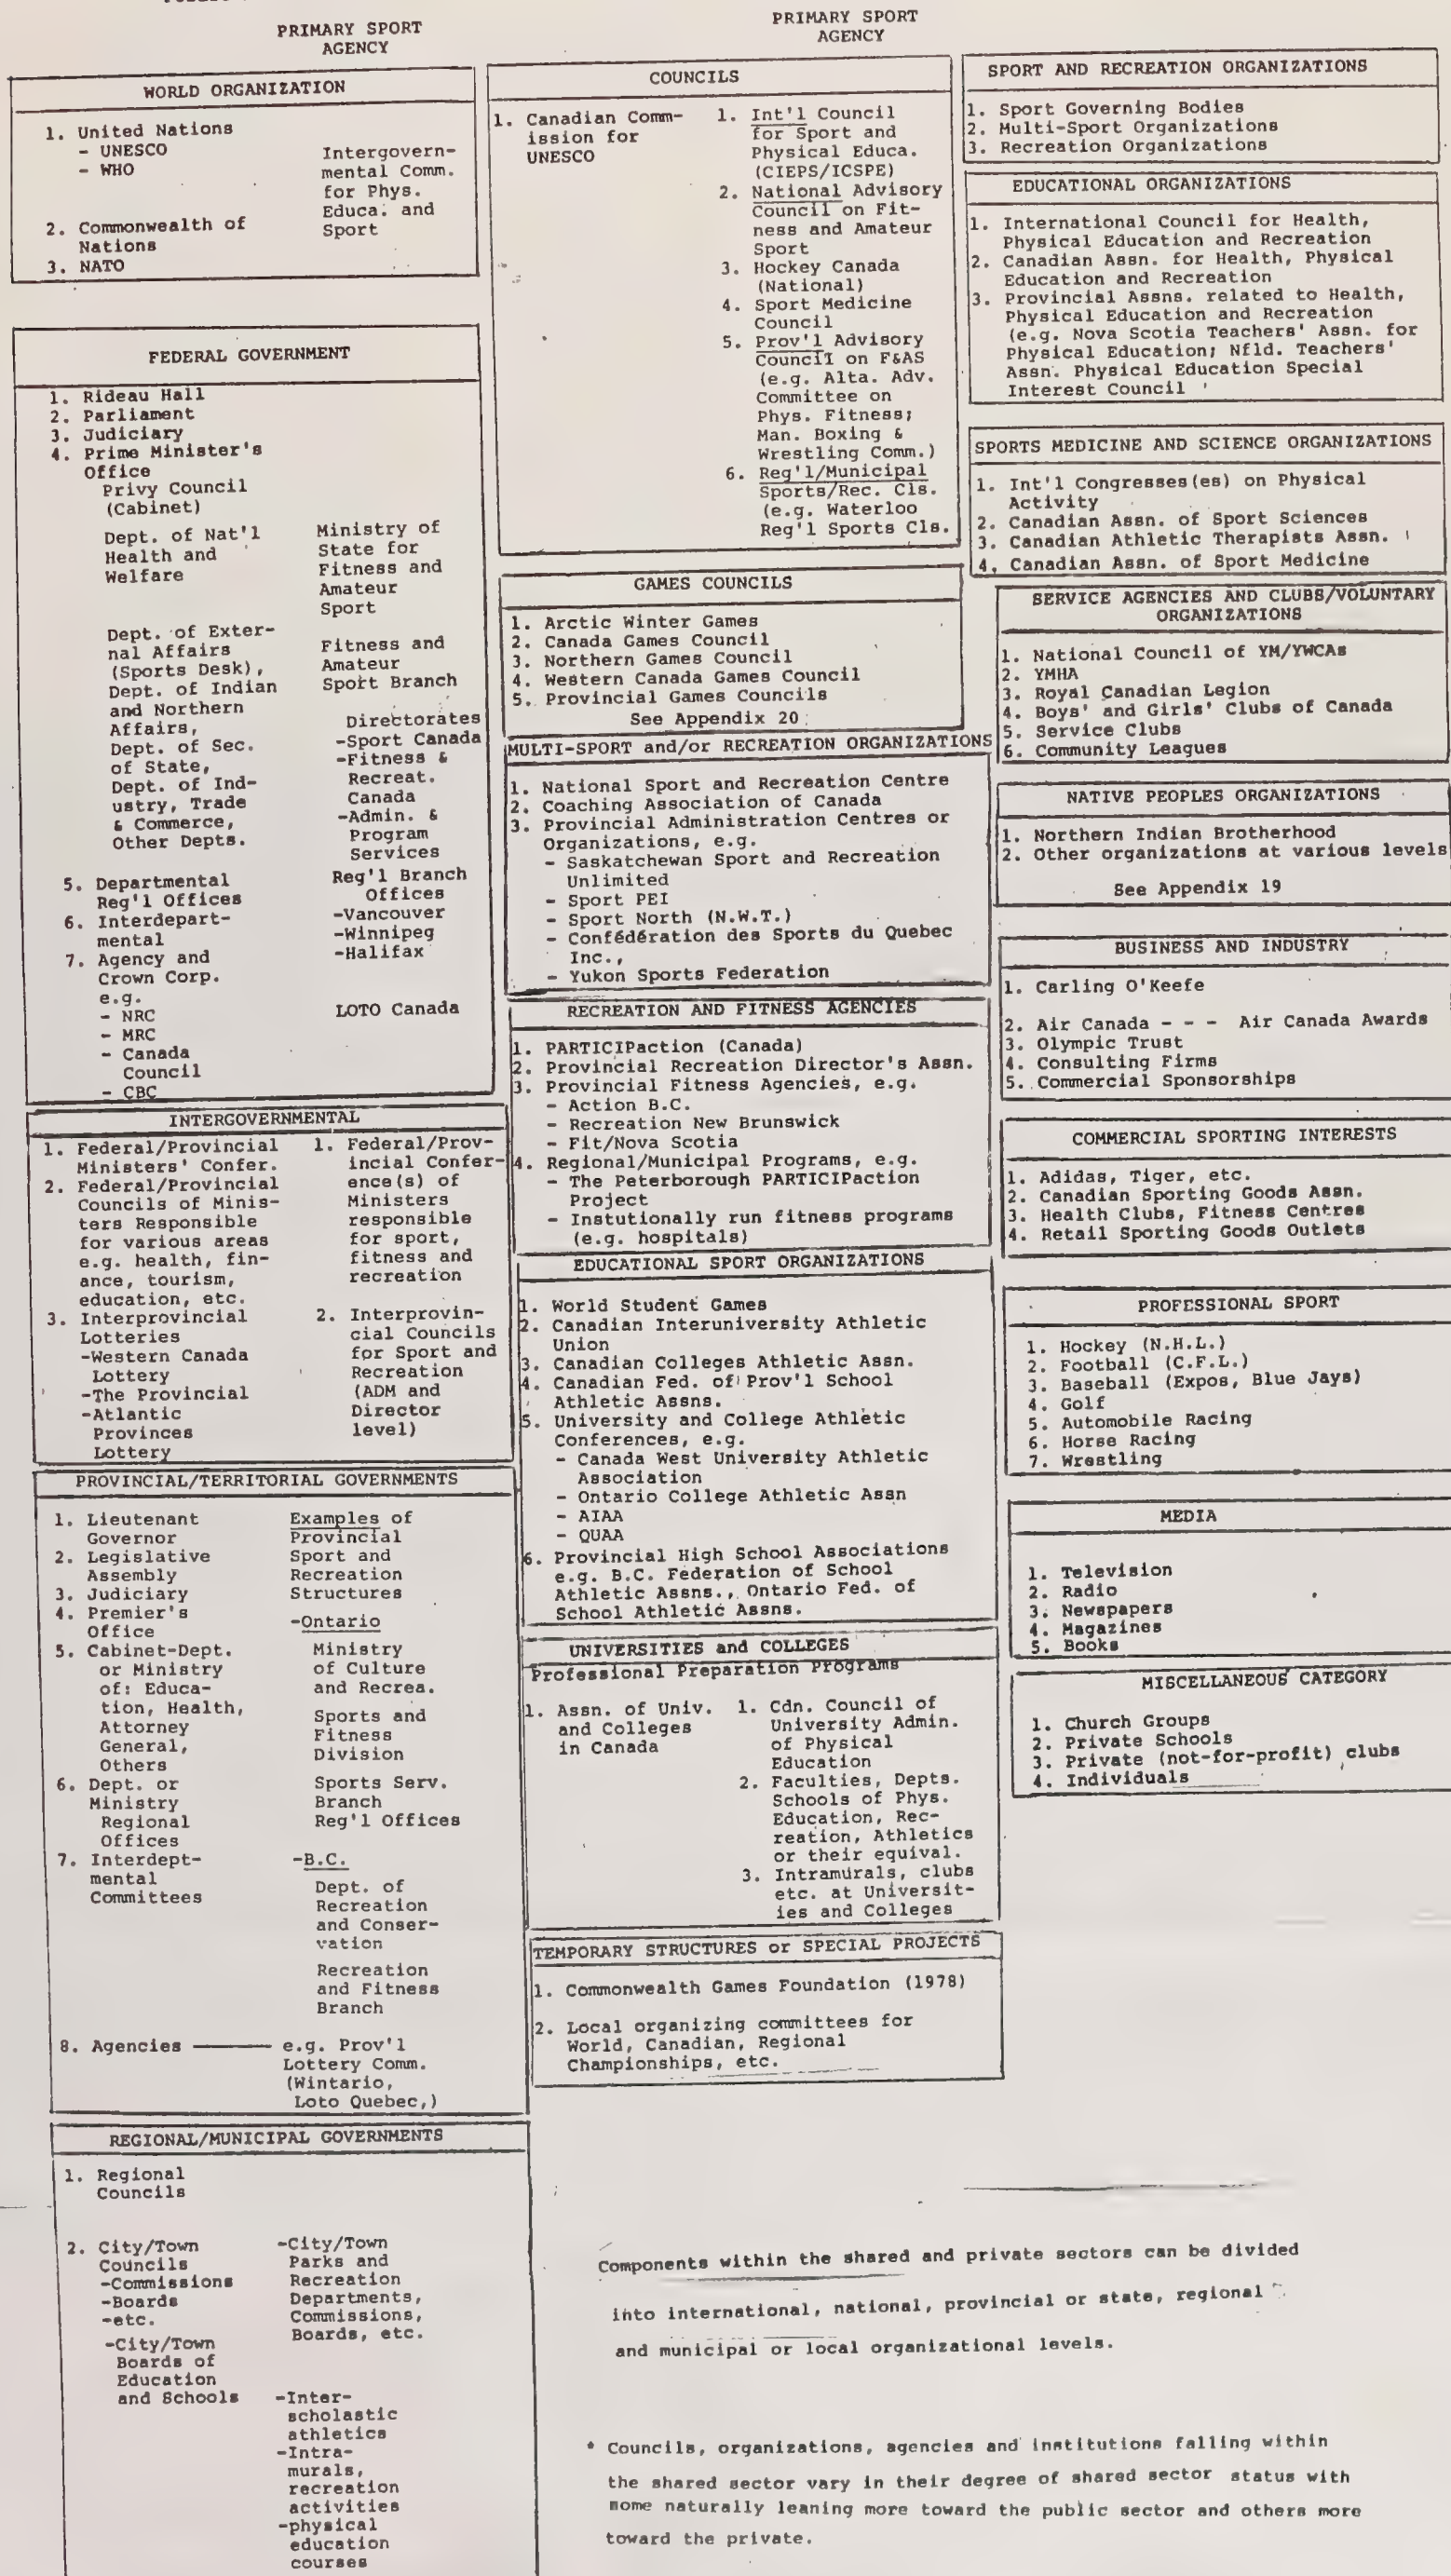 PRIMARY SPORT
AGENCY
WORLD ORGANIZATION
1. United Nations
- UNESCO
- WHO
Intergovern-
mental Comm.
for Phys.
Educa. and
Sport
2. Commonwealth of
Nations
3. NATO
FEDERAL GOVERNMENT
1. Rideau Hall
2. Parliament
3. Judiciary
4. Prime Minister's
Office
Privy Council
(Cabinet)
Dept. of Nat'l
Health and
Welfare
Ministry of
State for
Fitness and
Amateur
Sport
Dept. of Exter-
nal Affairs
(Sports Desk),
Dept. of Indian
and Northern
Affairs,
Dept. of Sec.
of State,
Dept. of Ind-
ustry, Trade
& Commerce,
Other Depts.
Fitness and
Amateur
Sport Branch
Directorates
-Sport Canada
-Fitness &
Recreat.
Canada
-Admin. &
Program
Services
5. Departmental
Reg'l Offices
6. Interdepart-
mental
7. Agency and
Crown Corp.
e.g.
- NRC
- MRC
- Canada
Council
- CBC
Reg'l Branch
Offices
-Vancouver
-Winnipeg
-Halifax
LOTO Canada
INTERGOVERNMENTAL
1. Federal/Provincial
Ministers' Confer.
2. Federal/Provincial
Councils of Minis-
ters Responsible
for various areas
e.g. health, fin-
ance, tourism,
education, etc.
3. Interprovincial
Lotteries
-Western Canada
Lottery
-The Provincial
-Atlantic
Provinces
Lottery
1. Federal/Prov-
incial Confer-
ence(s) of
Ministers
responsible
for sport,
fitness and
recreation
2. Interprovin-
cial Councils
for Sport and
Recreation
(ADM and
Director
level)
PROVINCIAL/TERRITORIAL GOVERNMENTS
1. Lieutenant
Governor
2. Legislative
Assembly
3. Judiciary
4. Premier's
Office
5. Cabinet-Dept.
or Ministry
of: Educa-
tion, Health,
Attorney
General,
Others
6. Dept. or
Ministry
Regional
Offices
7. Interdept-
mental
Committees
Examples of
Provincial
Sport and
Recreation
Structures
-Ontario
Ministry
of Culture
and Recrea.
Sports and
Fitness
Division
Sports Serv.
Branch
Reg'l Offices
-B.C.
Dept. of
Recreation
and Conser-
vation
Recreation
and Fitness
Branch
8. Agencies ——— e.g. Prov'l
Lottery Comm.
(Wintario,
Loto Quebec,)
REGIONAL/MUNICIPAL GOVERNMENTS
1. Regional
Councils
2. City/Town
Councils
-Commissions
-Boards
-etc.
-City/Town
Boards of
Education
and Schools
-City/Town
Parks and
Recreation
Departments,
Commissions,
Boards, etc.
-Inter-
scholastic
athletics
-Intra-
murals,
recreation
activities
-physical
education
courses
PRIMARY SPORT
AGENCY
COUNCILS
1. Canadian Comm-
ission for
UNESCO
1. Int'l Council
for Sport and
Physical Educa.
(CIEPS/ICSPE)
2. National Advisory
Council on Fit-
ness and Amateur
Sport
3. Hockey Canada
(National)
4. Sport Medicine
Council
5. Prov'l Advisory
Council on F&AS
(e.g. Alta. Adv.
Committee on
Phys. Fitness;
Man. Boxing &
Wrestling Comm.)
6. Reg'l/Municipal
Sports/Rec. Cls.
(e.g. Waterloo
Reg'l Sports Cls.
GAMES COUNCILS
1. Arctic Winter Games
2. Canada Games Council
3. Northern Games Council
4. Western Canada Games Council
5. Provincial Games Councils
See Appendix 20
MULTI-SPORT and/or RECREATION ORGANIZATIONS
1. National Sport and Recreation Centre
2. Coaching Association of Canada
3. Provincial Administration Centres or
Organizations, e.g.
- Saskatchewan Sport and Recreation
Unlimited
- Sport PEI
- Sport North (N.W.T.)
- Confédération des Sports du Quebec
Inc.,
- Yukon Sports Federation
RECREATION AND FITNESS AGENCIES
1. PARTICIPaction (Canada)
2. Provincial Recreation Director's Assn.
3. Provincial Fitness Agencies, e.g.
- Action B.C.
- Recreation New Brunswick
- Fit/Nova Scotia
4. Regional/Municipal Programs, e.g.
- The Peterborough PARTICIPaction
Project
- Instutionally run fitness programs
(e.g. hospitals)
EDUCATIONAL SPORT ORGANIZATIONS
1. World Student Games
2. Canadian Interuniversity Athletic
Union
3. Canadian Colleges Athletic Assn.
4. Canadian Fed. of Prov'l School
Athletic Assns.
5. University and College Athletic
Conferences, e.g.
- Canada West University Athletic
Association
- Ontario College Athletic Assn
- AIAA
- QUAA
6. Provincial High School Associations
e.g. B.C. Federation of School
Athletic Assns., Ontario Fed. of
School Athletic Assns.
UNIVERSITIES and COLLEGES
Professional Preparation Programs
1. Assn. of Univ.
and Colleges
in Canada
1. Cdn. Council of
University Admin.
of Physical
Education
2. Faculties, Depts.
Schools of Phys.
Education, Rec-
reation, Athletics
or their equival.
3. Intramurals, clubs
etc. at Universit-
ies and Colleges
TEMPORARY STRUCTURES or SPECIAL PROJECTS
1. Commonwealth Games Foundation (1978)
2. Local organizing committees for
World, Canadian, Regional
Championships, etc.
SPORT AND RECREATION ORGANIZATIONS
1. Sport Governing Bodies
2. Multi-Sport Organizations
3. Recreation Organizations
EDUCATIONAL ORGANIZATIONS
1. International Council for Health,
Physical Education and Recreation
2. Canadian Assn. for Health, Physical
Education and Recreation
3. Provincial Assns. related to Health,
Physical Education and Recreation
(e.g. Nova Scotia Teachers' Assn. for
Physical Education; Nfld. Teachers'
Assn. Physical Education Special
Interest Council
SPORTS MEDICINE AND SCIENCE ORGANIZATIONS
1. Int'l Congresses(es) on Physical
Activity
2. Canadian Assn. of Sport Sciences
3. Canadian Athletic Therapists Assn.
4. Canadian Assn. of Sport Medicine
SERVICE AGENCIES AND CLUBS/VOLUNTARY
ORGANIZATIONS
1. National Council of YM/YWCAs
2. YMHA
3. Royal Canadian Legion
4. Boys' and Girls' Clubs of Canada
5. Service Clubs
6. Community Leagues
NATIVE PEOPLES ORGANIZATIONS
1. Northern Indian Brotherhood
2. Other organizations at various levels
See Appendix 19
BUSINESS AND INDUSTRY
1. Carling O'Keefe
2. Air Canada - - - Air Canada Awards
3. Olympic Trust
4. Consulting Firms
5. Commercial Sponsorships
COMMERCIAL SPORTING INTERESTS
1. Adidas, Tiger, etc.
2. Canadian Sporting Goods Assn.
3. Health Clubs, Fitness Centres
4. Retail Sporting Goods Outlets
PROFESSIONAL SPORT
1. Hockey (N.H.L.)
2. Football (C.F.L.)
3. Baseball (Expos, Blue Jays)
4. Golf
5. Automobile Racing
6. Horse Racing
7. Wrestling
MEDIA
1. Television
2. Radio
3. Newspapers
4. Magazines
5. Books
MISCELLANEOUS CATEGORY
1. Church Groups
2. Private Schools
3. Private (not-for-profit) clubs
4. Individuals
Components within the shared and private sectors can be divided
into international, national, provincial or state, regional
and municipal or local organizational levels.
* Councils, organizations, agencies and institutions falling within
the shared sector vary in their degree of shared sector status with
some naturally leaning more toward the public sector and others more
toward the private.